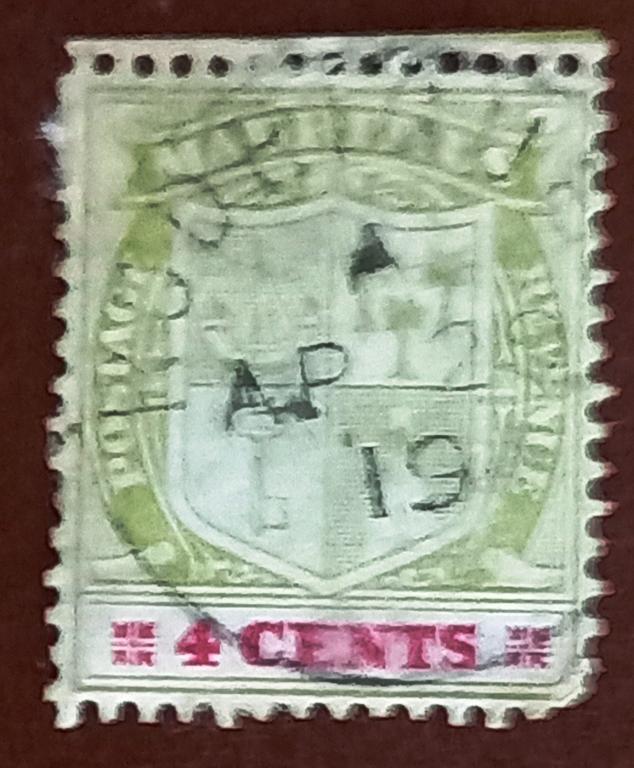 MAURITIUS
POSTAGE
REVENUE
A
AP
19
4 CENTS